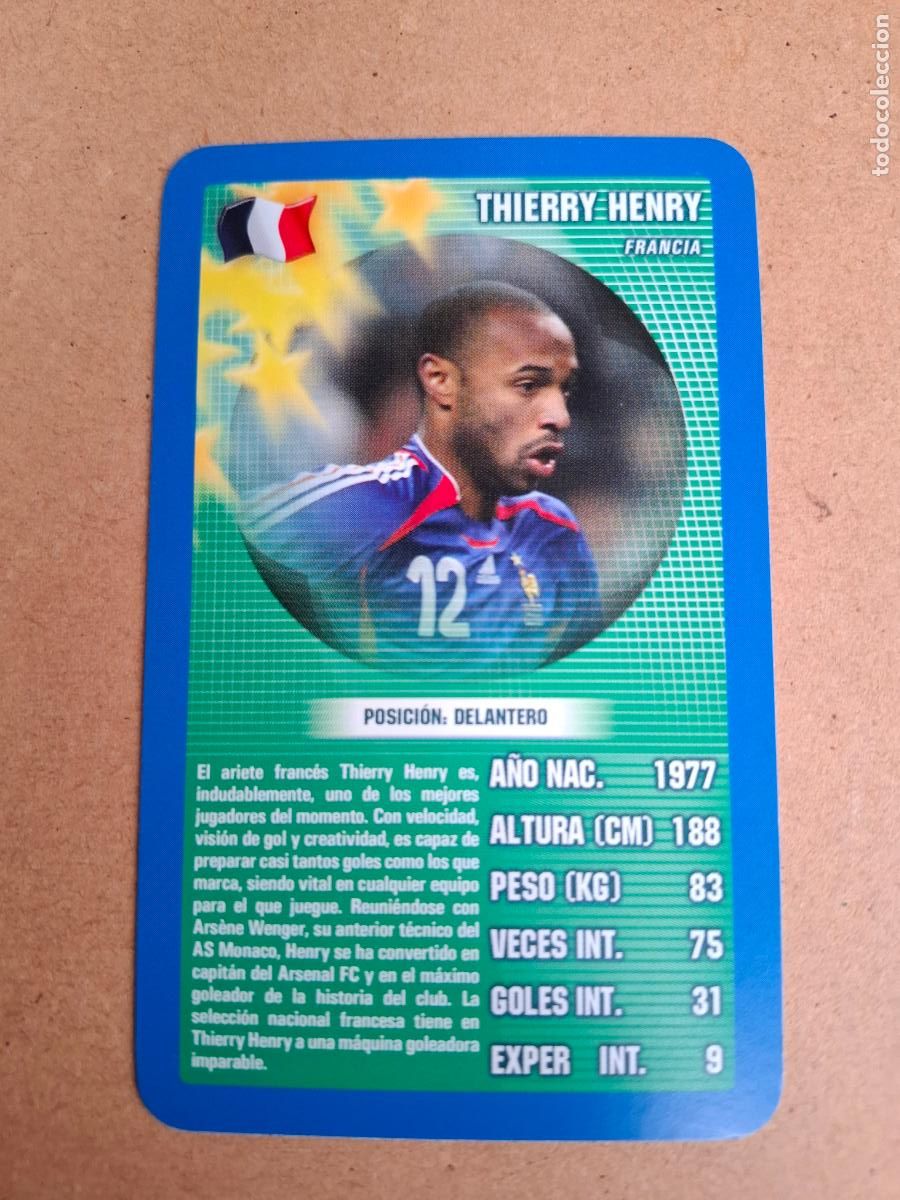 todocoleccion
THIERRY HENRY
FRANCIA
12
POSICIÓN: DELANTERO
El ariete francés Thierry Henry es,
indudablemente, uno de los mejores
jugadores del momento. Con velocidad,
visión de gol y creatividad, es capaz de
preparar casi tantos goles como los que
marca, siendo vital en cualquier equipo
para el que juegue. Reuniéndose con
Arsène Wenger, su anterior técnico del
AS Monaco, Henry se ha convertido en
capitán del Arsenal FC y en el máximo
goleador de la historia del club. La
selección nacional francesa tiene en
Thierry Henry a una máquina goleadora
imparable.
AÑO NAC. 1977
ALTURA (CM) 188
PESO (KG) 83
VECES INT. 75
GOLES INT. 31
EXPER INT. 9